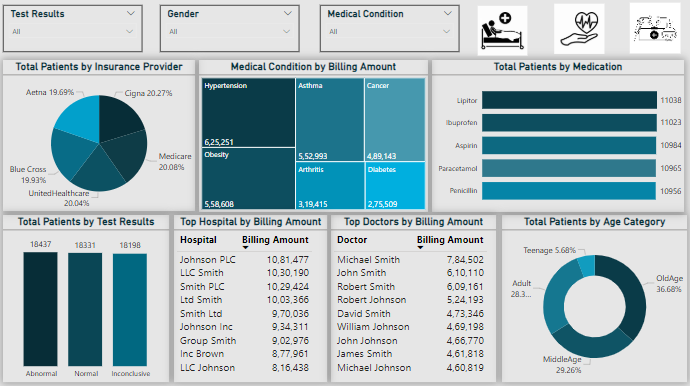 Test Results
All
Gender
All
Medical Condition
All
Total Patients by Insurance Provider
Aetna 19.69%
Cigna 20.27%
Medicare
20.08%
UnitedHealthcare
20.04%
Blue Cross
19.93%
Medical Condition by Billing Amount
Hypertension
6,25,251
Obesity
5,58,608
Asthma
5,52,993
Cancer
4,89,143
Arthritis
3,19,415
Diabetes
2,75,509
Total Patients by Medication
Lipitor 11038
Ibuprofen 11023
Aspirin 10984
Paracetamol 10965
Penicillin 10956
Total Patients by Test Results
18437 18331 18198
Abnormal Normal Inconclusive
Top Hospital by Billing Amount
Hospital Billing Amount
Johnson PLC 10,81,477
LLC Smith 10,30,190
Smith PLC 10,29,424
Ltd Smith 10,03,366
Smith Ltd 9,70,036
Johnson Inc 9,34,311
Group Smith 9,02,976
Inc Brown 8,77,961
LLC Johnson 8,16,438
Top Doctors by Billing Amount
Doctor Billing Amount
Michael Smith 7,84,502
John Smith 6,10,110
Robert Smith 6,09,161
Robert Johnson 5,24,193
David Smith 4,73,346
William Johnson 4,69,198
John Johnson 4,66,770
James Smith 4,61,818
Michael Johnson 4,60,819
Total Patients by Age Category
Teenage 5.68%
OldAge
36.68%
Adult
28.3...
MiddleAge
29.26%